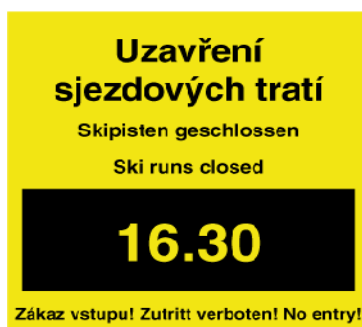 Uzavření
sjezdových tratí
Skipisten geschlossen
Ski runs closed
16.30
Zákaz vstupu! Zutritt verboten! No entry!